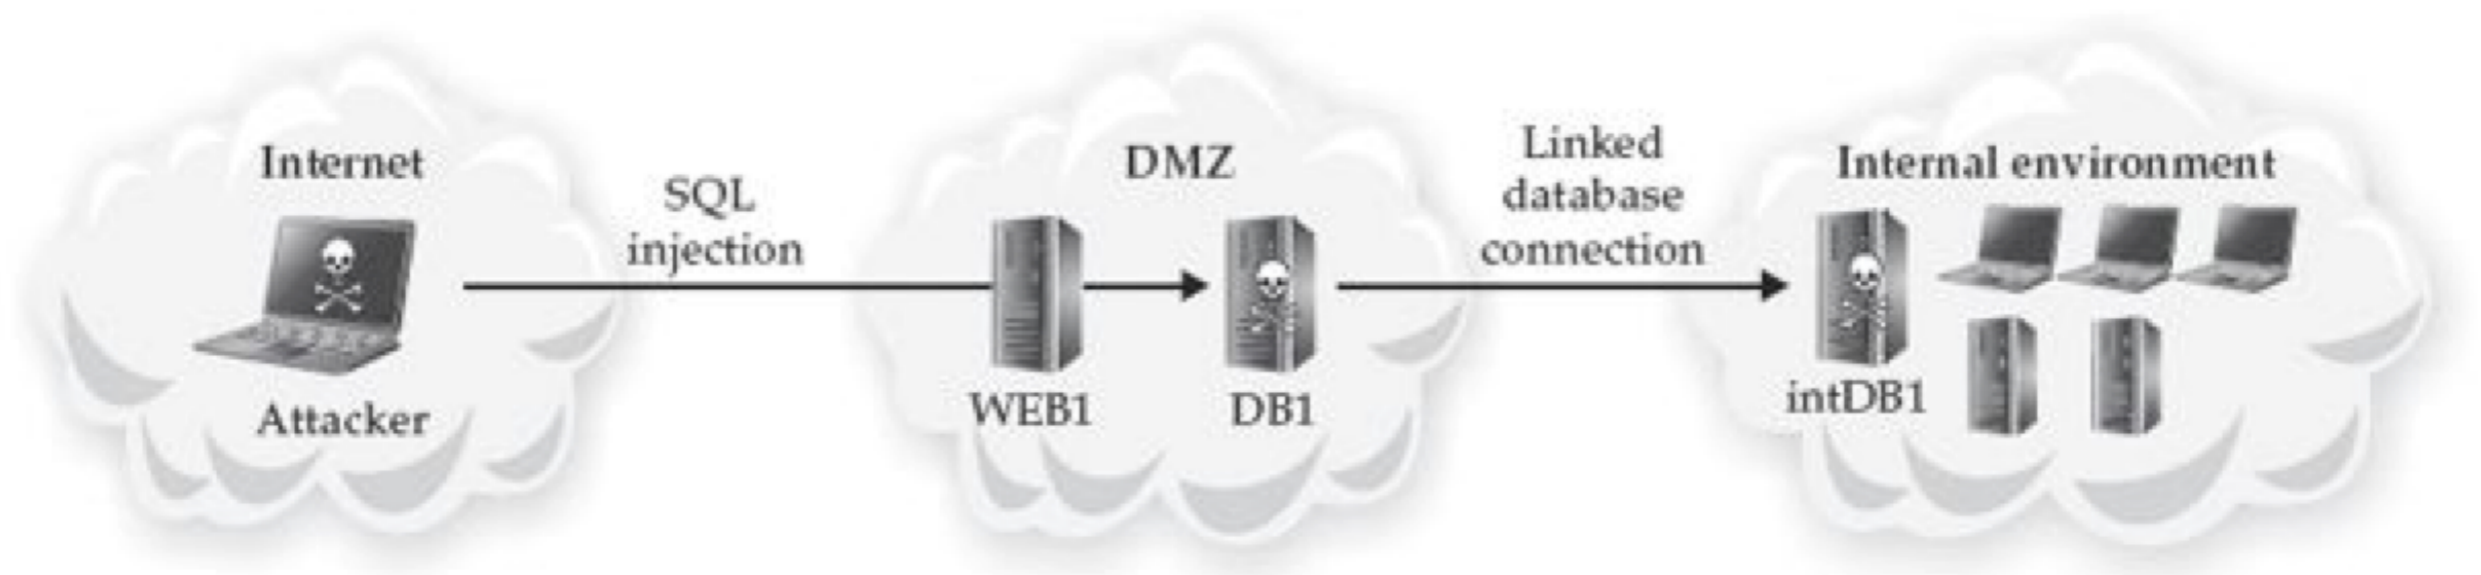 Internet
Attacker
SQL
injection
DMZ
WEB1
DB1
Linked
database
connection
Internal environment
intDB1